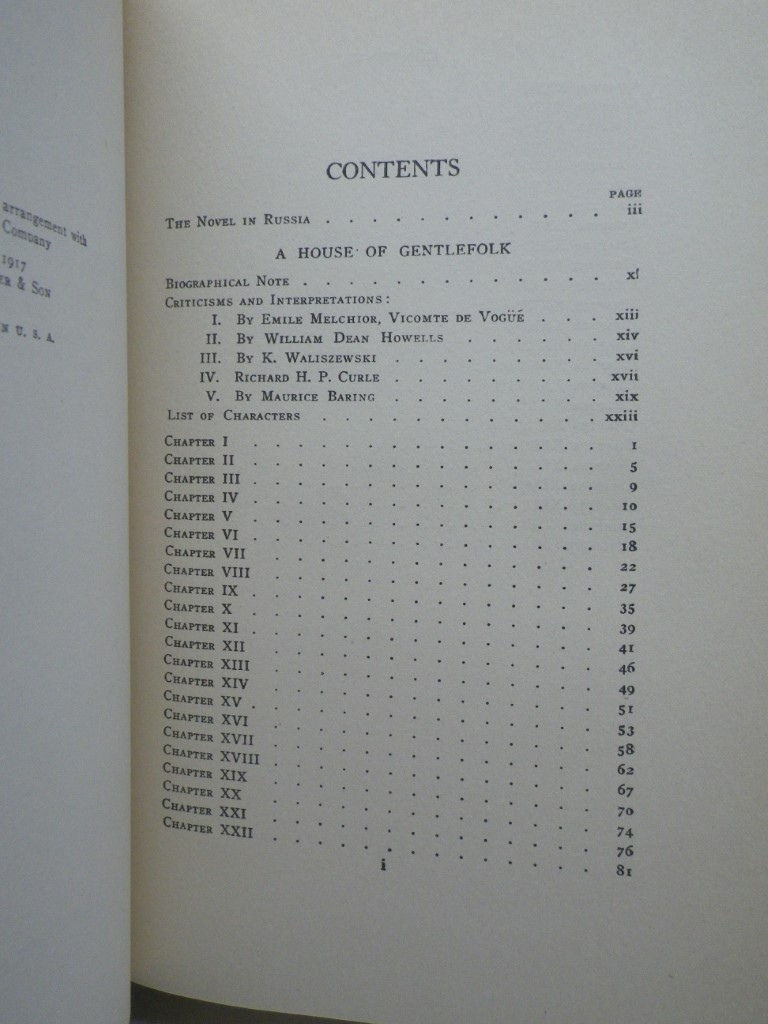 arrangement with
Company
1917
ER & SON
N U. S. A.
CONTENTS
PAGE
THE NOVEL IN RUSSIA . . . . . . . . . . . . iii
A HOUSE OF GENTLEFOLK
BIOGRAPHICAL NOTE . . . . . . . . . . . . . xi
CRITICISMS AND INTERPRETATIONS:
I. BY EMILE MELCHIOR, VICOMTE DE VOGÜÉ . . . xiii
II. BY WILLIAM DEAN HOWELLS . . . . . . xiv
III. BY K. WALISZEWSKI . . . . . . . . . xvi
IV. RICHARD H. P. CURLE . . . . . . . . . xvii
V. BY MAURICE BARING . . . . . . . . . xix
LIST OF CHARACTERS . . . . . . . . . . . . xxiii
CHAPTER I . . . . . . . . . . . . . . . 1
CHAPTER II . . . . . . . . . . . . . . . 5
CHAPTER III . . . . . . . . . . . . . . . 9
CHAPTER IV . . . . . . . . . . . . . . . 10
CHAPTER V . . . . . . . . . . . . . . . 15
CHAPTER VI . . . . . . . . . . . . . . . 18
CHAPTER VII . . . . . . . . . . . . . . 22
CHAPTER VIII . . . . . . . . . . . . . . 27
CHAPTER IX . . . . . . . . . . . . . . . 35
CHAPTER X . . . . . . . . . . . . . . . 39
CHAPTER XI . . . . . . . . . . . . . . . 41
CHAPTER XII . . . . . . . . . . . . . . 46
CHAPTER XIII . . . . . . . . . . . . . . 49
CHAPTER XIV . . . . . . . . . . . . . . 51
CHAPTER XV . . . . . . . . . . . . . . . 53
CHAPTER XVI . . . . . . . . . . . . . . 58
CHAPTER XVII . . . . . . . . . . . . . . 62
CHAPTER XVIII . . . . . . . . . . . . . . 67
CHAPTER XIX . . . . . . . . . . . . . . 70
CHAPTER XX . . . . . . . . . . . . . . 74
CHAPTER XXI . . . . . . . . . . . . . . 76
CHAPTER XXII . . . . . . . . . . . . . . 81
i